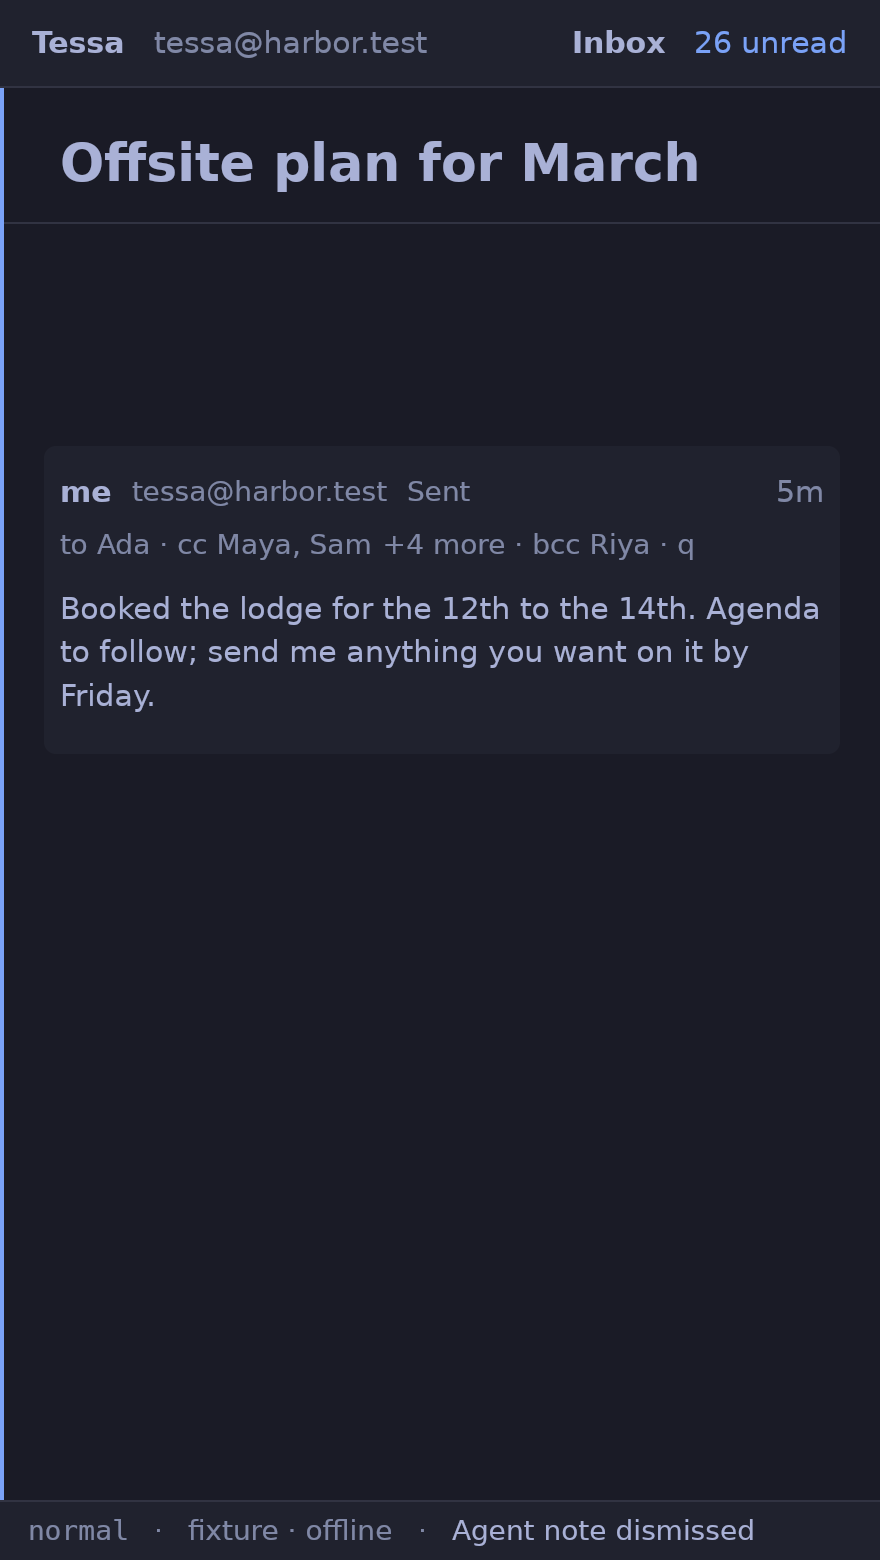 Tessa tessa@harbor.test Inbox 26 unread
Offsite plan for March
me tessa@harbor.test Sent 5m
to Ada · cc Maya, Sam +4 more · bcc Riya · q
Booked the lodge for the 12th to the 14th. Agenda
to follow; send me anything you want on it by
Friday.
normal · fixture · offline · Agent note dismissed